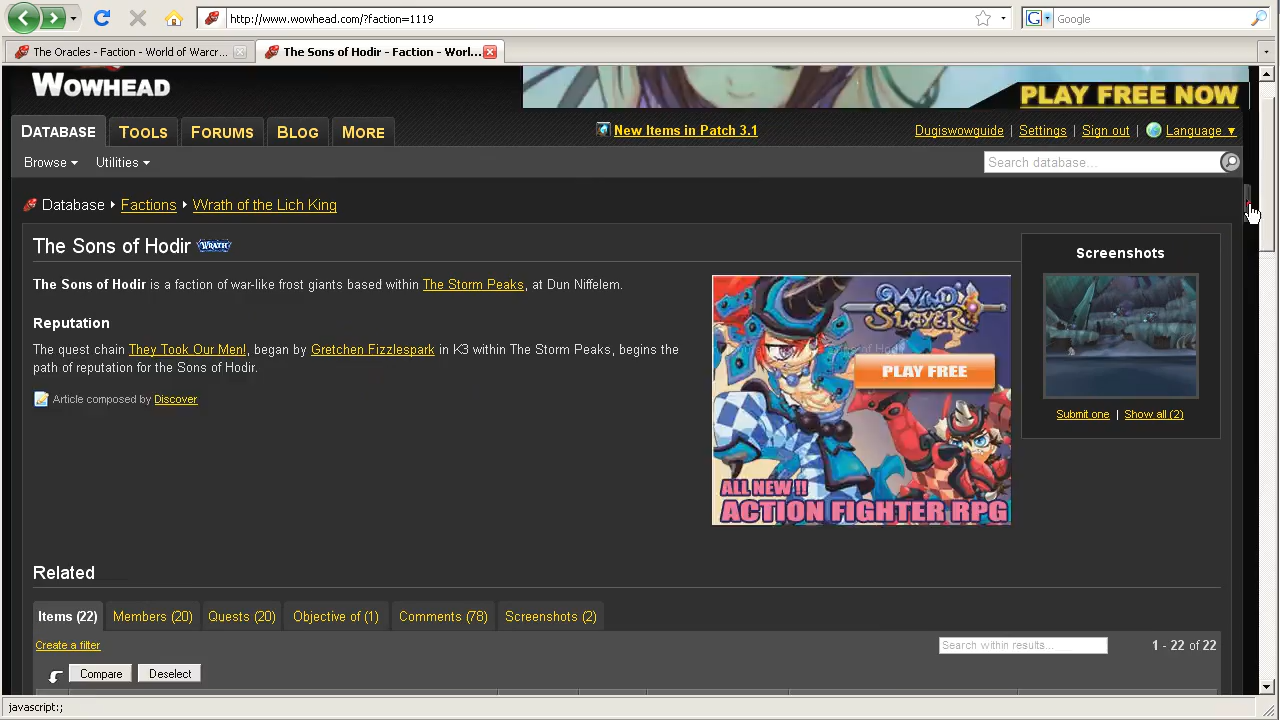 http://www.wowhead.com/?faction=1119
Google
The Oracles - Faction - World of Warcr...
The Sons of Hodir - Faction - Worl...
WOWHEAD
PLAY FREE NOW
DATABASE TOOLS FORUMS BLOG MORE
New Items in Patch 3.1
Dugiswowguide | Settings | Sign out | Language ▼
Browse Utilities
Search database...
Database Factions Wrath of the Lich King
The Sons of Hodir WRATH
Screenshots
The Sons of Hodir is a faction of war-like frost giants based within The Storm Peaks, at Dun Niffelem.
WIND SLAYER
Reputation
The quest chain They Took Our Men!, began by Gretchen Fizzlespark in K3 within The Storm Peaks, begins the
path of reputation for the Sons of Hodir.
PLAY FREE
Article composed by Discover
Submit one | Show all (2)
ALL NEW !!
ACTION FIGHTER RPG
Related
Items (22) Members (20) Quests (20) Objective of (1) Comments (78) Screenshots (2)
Create a filter
Search within results...
1 - 22 of 22
Compare Deselect
javascript:;